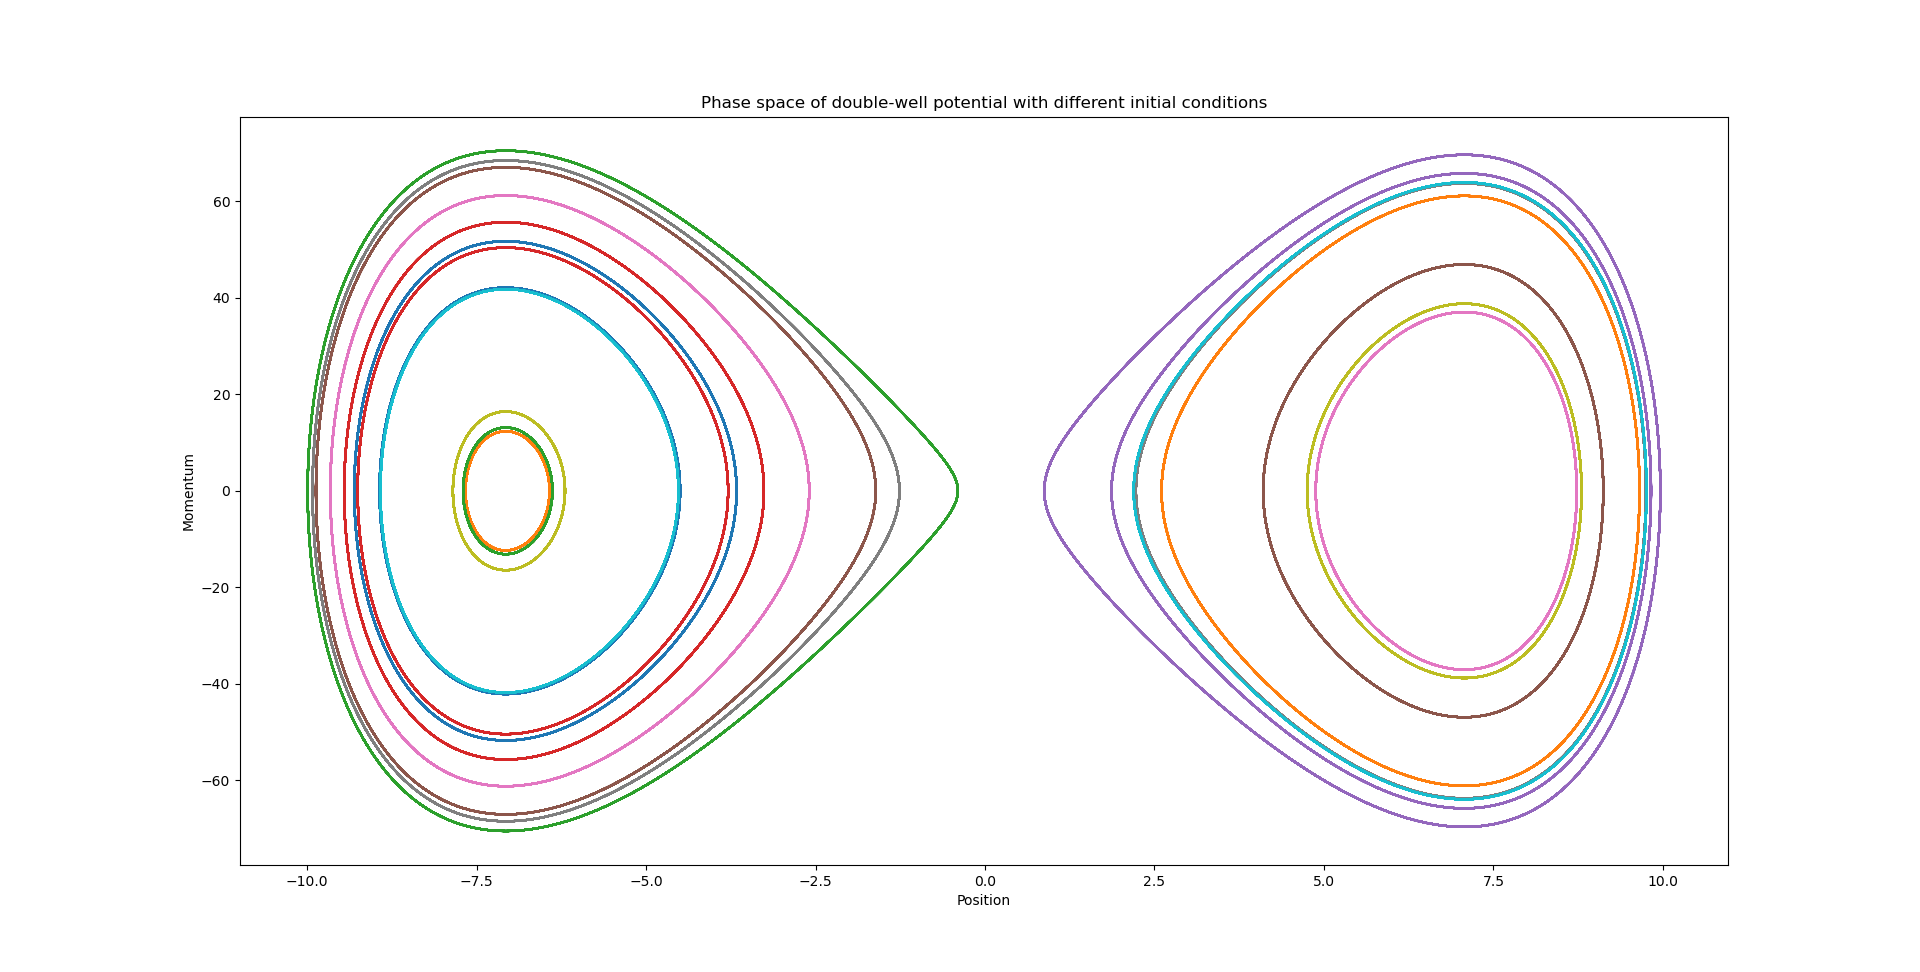 Phase space of double-well potential with different initial conditions
60
40
20
0
−20
−40
−60
Momentum
−10.0 −7.5 −5.0 −2.5 0.0 2.5 5.0 7.5 10.0
Position